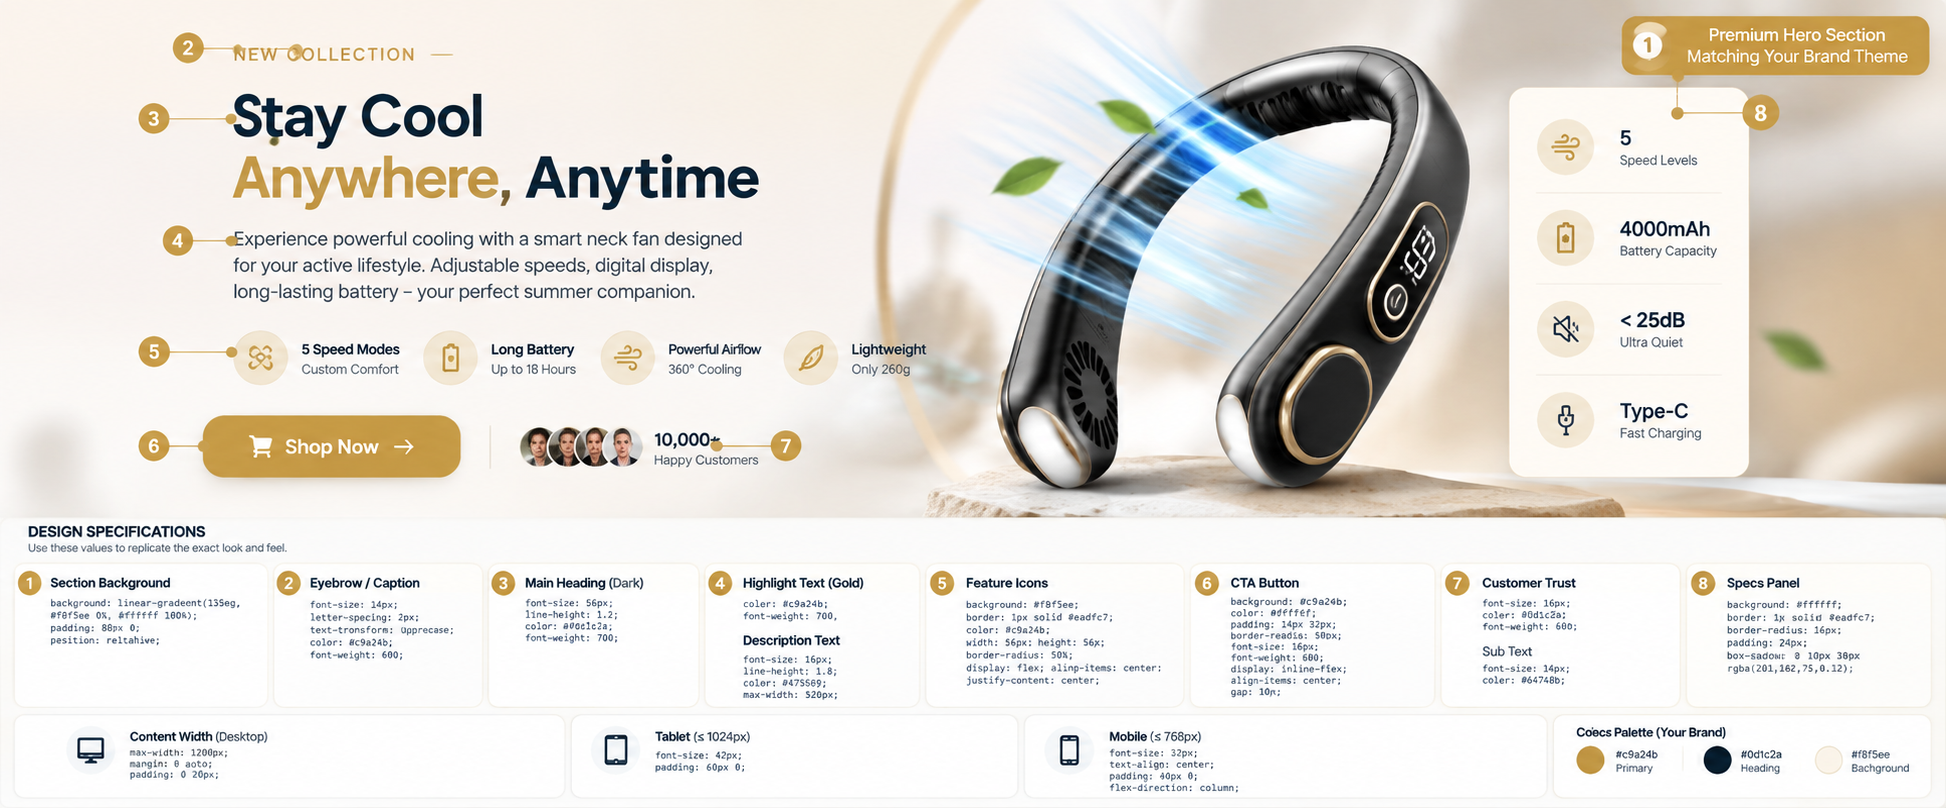 2
NEW COLLECTION
3
Stay Cool
Anywhere, Anytime
4
Experience powerful cooling with a smart neck fan designed
for your active lifestyle. Adjustable speeds, digital display,
long-lasting battery – your perfect summer companion.
5
5 Speed Modes
Custom Comfort
Long Battery
Up to 18 Hours
Powerful Airflow
360° Cooling
Lightweight
Only 260g
6
Shop Now
10,000+
Happy Customers
7
1
Premium Hero Section
Matching Your Brand Theme
8
5
Speed Levels
4000mAh
Battery Capacity
< 25dB
Ultra Quiet
Type-C
Fast Charging
DESIGN SPECIFICATIONS
Use these values to replicate the exact look and feel.
1 Section Background
background: linear-gradeent(135eg,
#f8f5ee 0%, #ffffff 100%);
padding: 80px 0;
pesition: reltahive;
2 Eyebrow / Caption
font-size: 14px;
letter-specing: 2px;
text-transform: Upprecase;
color: #c9a24b;
font-weight: 600;
3 Main Heading (Dark)
font-size: 56px;
line-height: 1.2;
color: #0dc1c2a;
font-weight: 700;
4 Highlight Text (Gold)
color: #c9a24b;
font-weight: 700,
Description Text
font-size: 16px;
line-height: 1.8;
color: #475569;
max-width: 520px;
5 Feature Icons
background: #f8f5ee;
border: 1px solid #eadfc7;
color: #c9a24b;
width: 56px; height: 56px;
border-radius: 50%;
display: flex; alinp-items: center;
justify-content: center;
6 CTA Button
background: #c9a24b;
color: #ffffff;
padding: 14px 32px;
border-readis: 50px;
font-size: 16px;
font-weight: 600;
display: inline-flex;
align-items: center;
gap: 10px;
7 Customer Trust
font-size: 16px;
color: #0d1c2a;
font-weight: 600;
Sub Text
font-size: 14px;
coler: #64748b;
8 Specs Panel
background: #ffffff;
border: 1px solid #eadfc7;
border-redius: 16px;
padding: 24px;
box-sadow: 0 10px 30px
rgba(201,162,75,0.12);
Content Width (Desktop)
max-width: 1200px;
margin: 0 aoto;
padding: 0 20px;
Tablet (≤ 1024px)
font-size: 42px;
padding: 60px 0;
Mobile (≤ 768px)
font-size: 32px;
text-align: center;
padding: 40px 0;
flex-direction: column;
Palette (Your Brand)
#c9a24b
Primary
#0d1c2a
Heading
#f8f5ee
Background